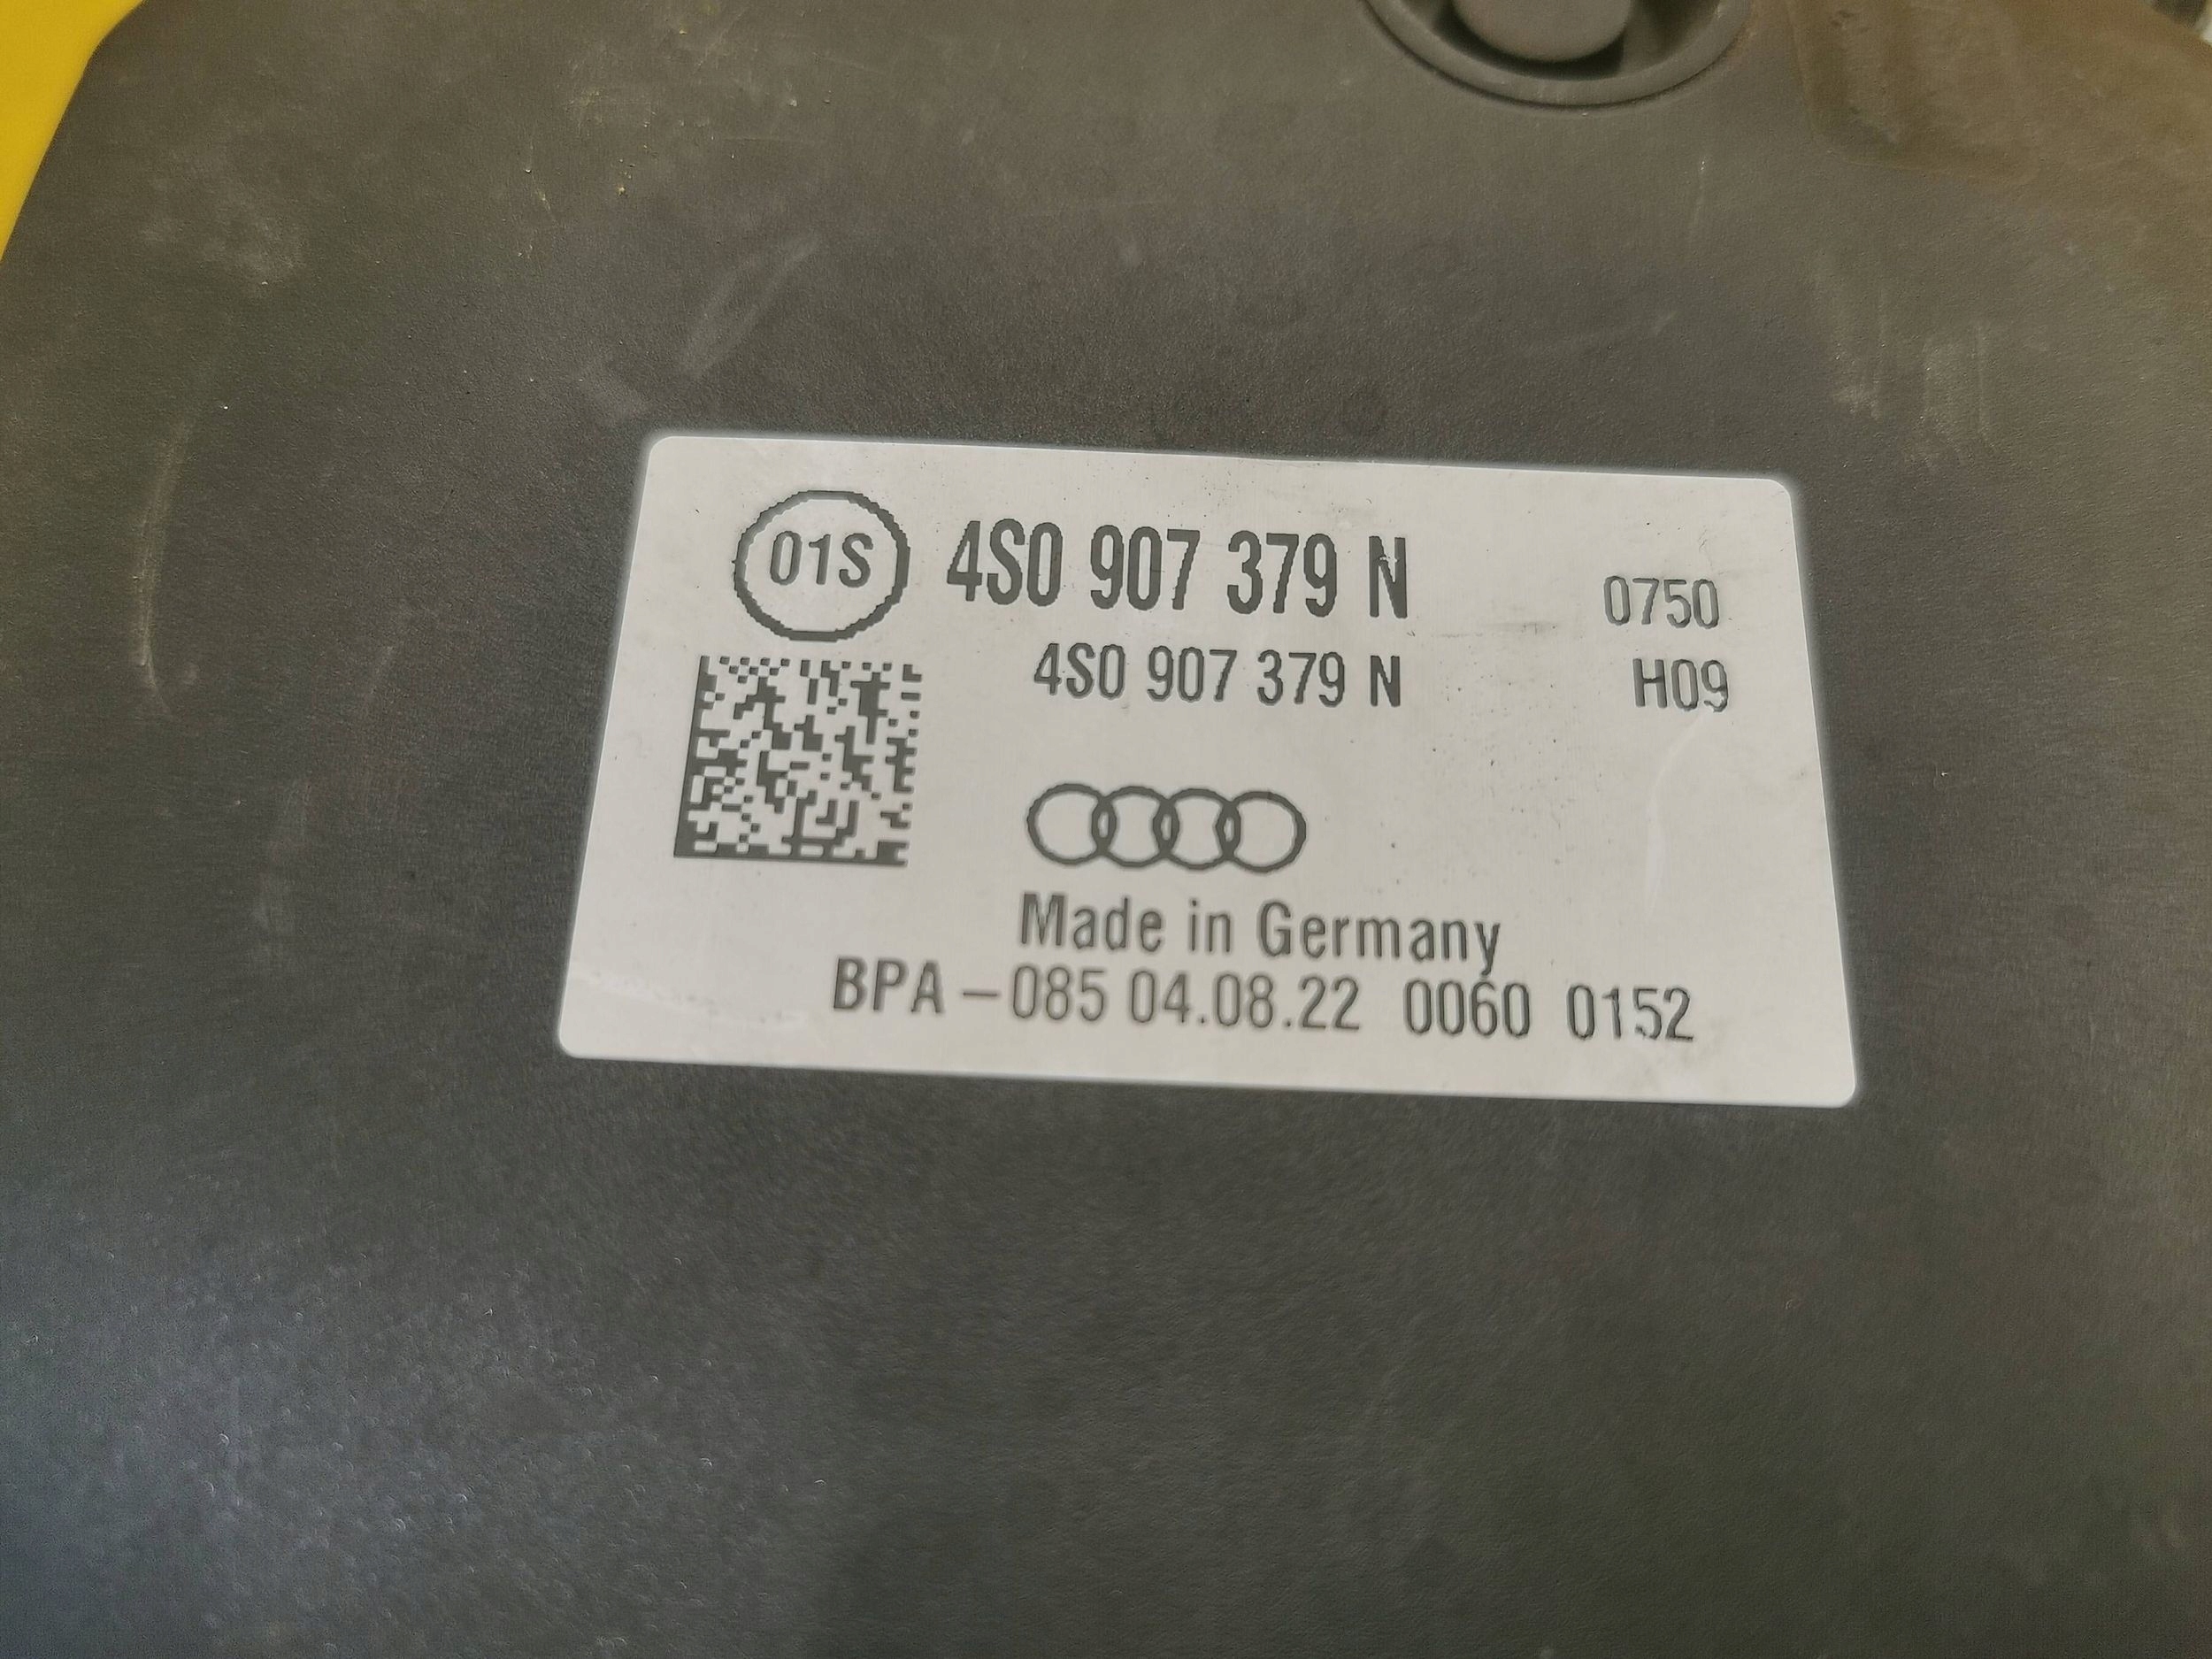 01S 4S0 907 379 N 0750
4S0 907 379 N H09
Made in Germany
BPA -085 04.08.22 0060 0152